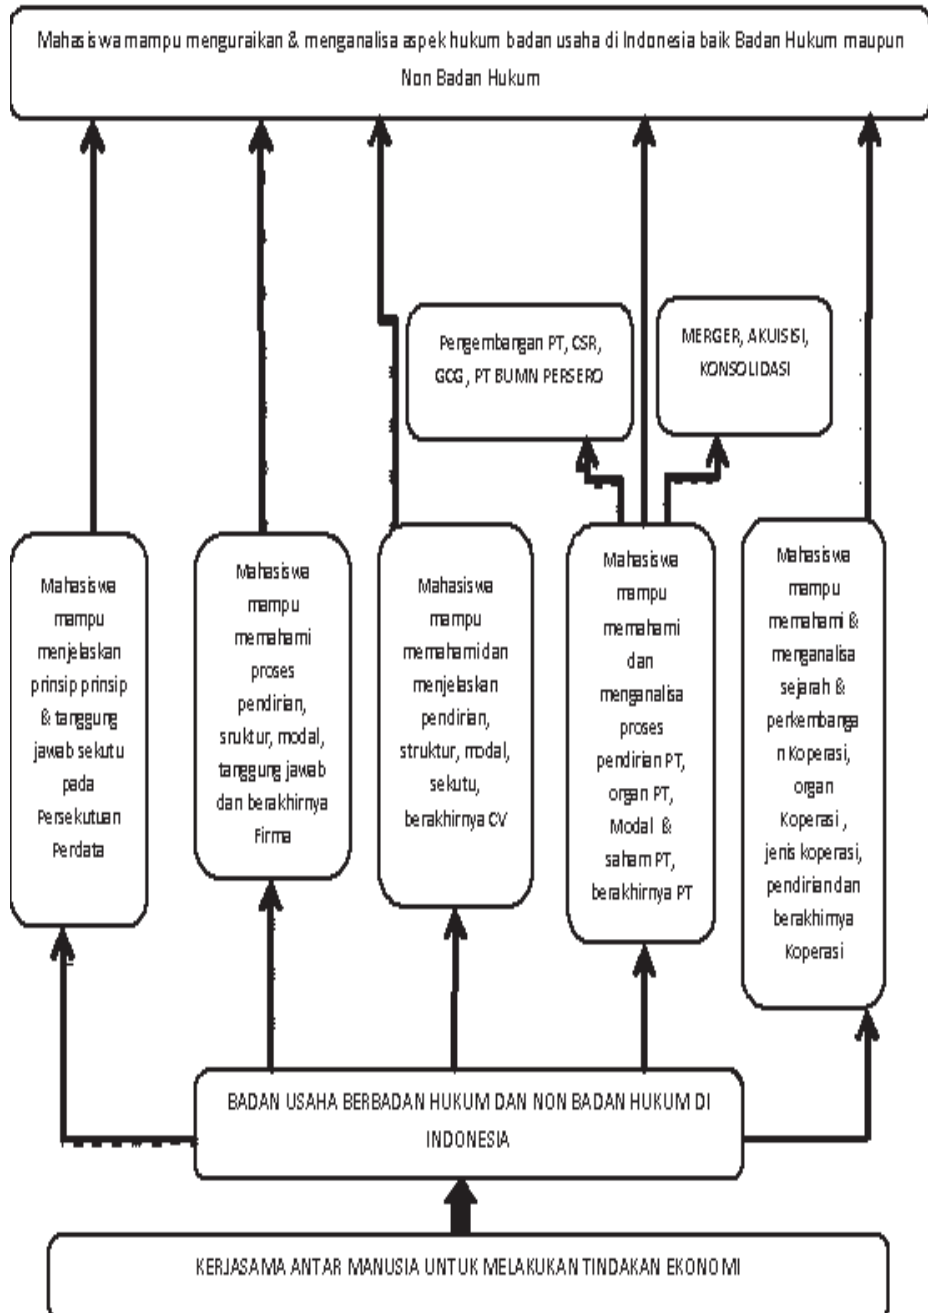 Mahasiswa mampu menguraikan & menganalisa aspek hukum badan usaha di Indonesia baik Badan Hukum maupun
Non Badan Hukum
Pengembangan PT, CSR,
GCG, PT BUMN PERSERO
MERGER, AKUISISI,
KONSOLIDASI
Mahasiswa
mampu
menjelaskan
prinsip prinsip
& tanggung
jawab sekutu
pada
Persekutuan
Perdata
Mahasiswa
mampu
memahami
proses
pendirian,
sruktur, modal,
tanggung jawab
dan berakhirnya
Firma
Mahasiswa
mampu
memahami dan
menjelaskan
pendirian,
struktur, modal,
sekutu,
berakhirnya CV
Mahasiswa
mampu
memahami
dan
menganalisa
proses
pendirian PT,
organ PT,
Modal &
saham PT,
berakhirnya PT
Mahasiswa
mampu
memahami &
menganalisa
sejarah &
perkembanga
n Koperasi,
organ
Koperasi ,
jenis koperasi,
pendirian dan
berakhirnya
Koperasi
BADAN USAHA BERBADAN HUKUM DAN NON BADAN HUKUM DI
INDONESIA
KERJASAMA ANTAR MANUSIA UNTUK MELAKUKAN TINDAKAN EKONOMI